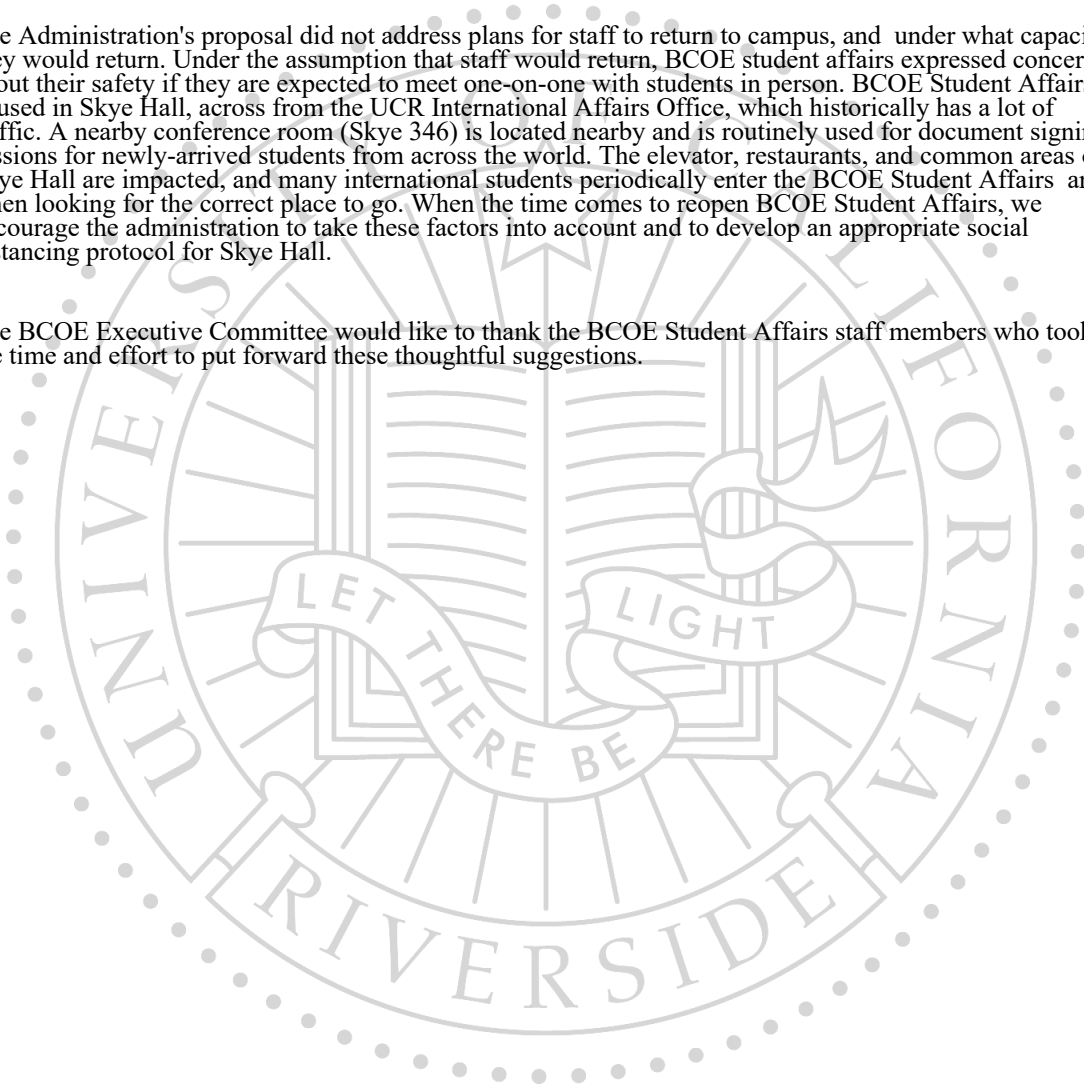 e Administration's proposal did not address plans for staff to return to campus, and  under what capaci
ey would return. Under the assumption that staff would return, BCOE student affairs expressed concer
out their safety if they are expected to meet one-on-one with students in person. BCOE Student Affairs
used in Skye Hall, across from the UCR International Affairs Office, which historically has a lot of
ffic. A nearby conference room (Skye 346) is located nearby and is routinely used for document signin
ssions for newly-arrived students from across the world. The elevator, restaurants, and common areas o
ye Hall are impacted, and many international students periodically enter the BCOE Student Affairs  ar
hen looking for the correct place to go. When the time comes to reopen BCOE Student Affairs, we
courage the administration to take these factors into account and to develop an appropriate social
stancing protocol for Skye Hall.
e BCOE Executive Committee would like to thank the BCOE Student Affairs staff members who took
e time and effort to put forward these thoughtful suggestions.
UNIVERSITY OF CALIFORNIA
LET THERE BE LIGHT
RIVERSIDE